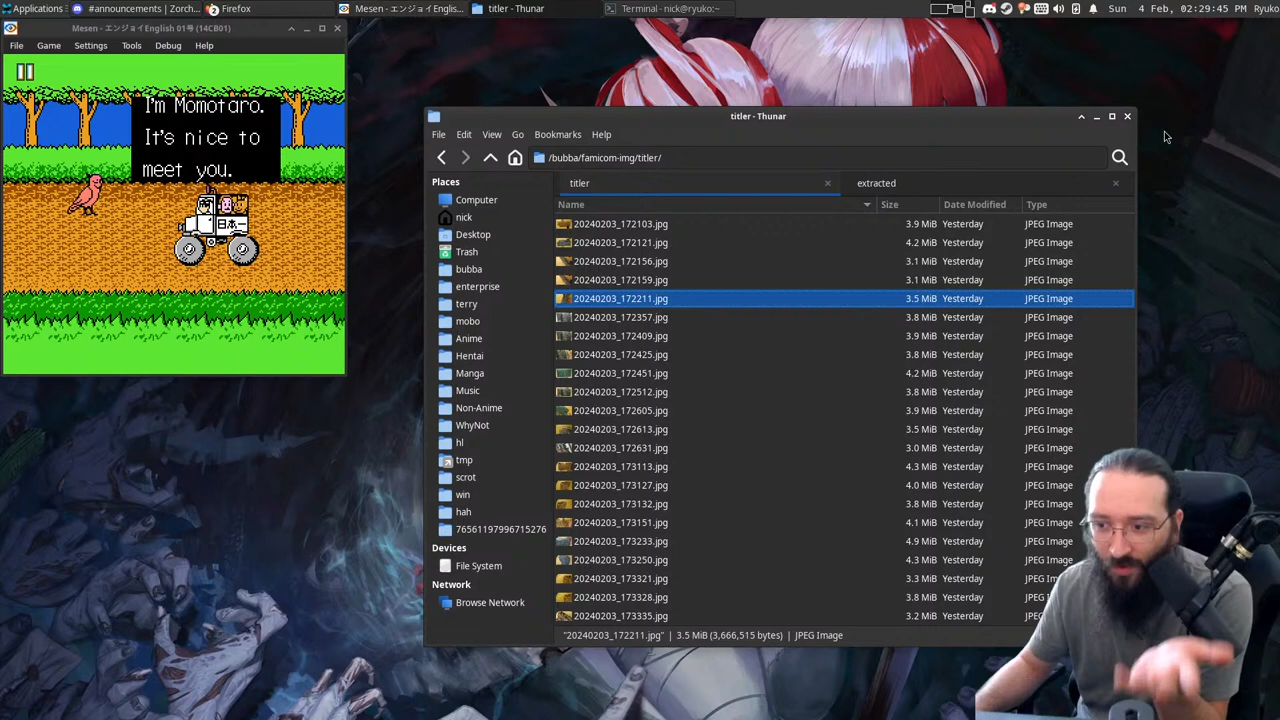 Applications
#announcements | Zorch...
2 Firefox
Mesen - エンジョイEnglis...
titler - Thunar
Terminal - nick@ryuko:~
Sun 4 Feb, 02:29:45 Ryuko
Mesen - エンジョイEnglish 01号 (14CB01)
File Game Settings Tools Debug Help
I'm Momotaro.
It's nice to
meet you.
日本一
titler - Thunar
File Edit View Go Bookmarks Help
/bubba/famicom-img/titler/
titler
extracted
Places
Computer
nick
Desktop
Trash
bubba
enterprise
terry
mobo
Anime
Hentai
Manga
Music
Non-Anime
WhyNot
hl
tmp
scrot
win
hah
76561197996715276
Devices
File System
Network
Browse Network
Name Size Date Modified Type
20240203_172103.jpg 3.9 MiB Yesterday JPEG Image
20240203_172121.jpg 4.2 MiB Yesterday JPEG Image
20240203_172156.jpg 3.1 MiB Yesterday JPEG Image
20240203_172159.jpg 3.1 MiB Yesterday JPEG Image
20240203_172211.jpg 3.5 MiB Yesterday JPEG Image
20240203_172357.jpg 3.8 MiB Yesterday JPEG Image
20240203_172409.jpg 3.9 MiB Yesterday JPEG Image
20240203_172425.jpg 3.8 MiB Yesterday JPEG Image
20240203_172451.jpg 4.2 MiB Yesterday JPEG Image
20240203_172512.jpg 3.8 MiB Yesterday JPEG Image
20240203_172605.jpg 3.9 MiB Yesterday JPEG Image
20240203_172613.jpg 3.5 MiB Yesterday JPEG Image
20240203_172631.jpg 3.0 MiB Yesterday JPEG Image
20240203_173113.jpg 4.3 MiB Yesterday JPEG Image
20240203_173127.jpg 4.0 MiB Yesterday JPEG Image
20240203_173132.jpg 3.8 MiB Yesterday JPEG Image
20240203_173151.jpg 4.1 MiB Yesterday JPEG Image
20240203_173233.jpg 4.9 MiB Yesterday JPEG Image
20240203_173250.jpg 4.3 MiB Yesterday JPEG Im
20240203_173321.jpg 3.3 MiB Yesterday JPEG Im
20240203_173328.jpg 3.8 MiB Yesterday JPEG
20240203_173335.jpg 3.2 MiB Yesterday JPEG
"20240203_172211.jpg" | 3.5 MiB (3,666,515 bytes) | JPEG Image